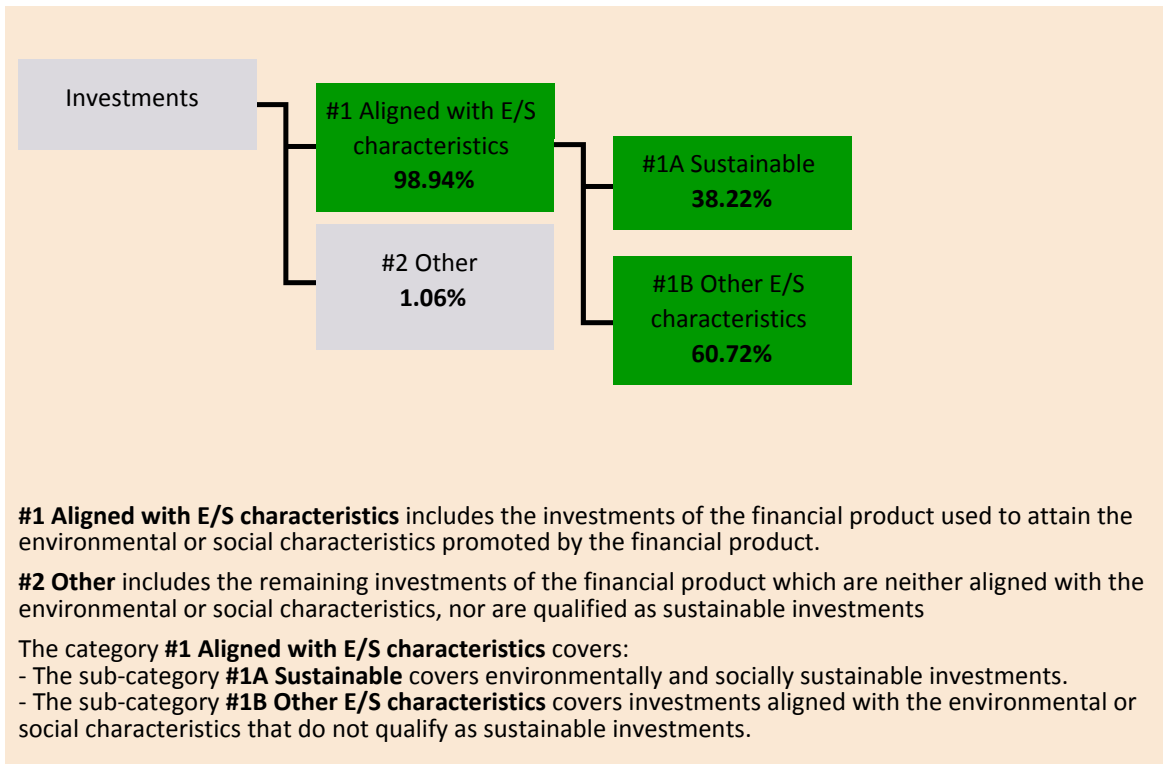 Investments
#1 Aligned with E/S
characteristics
98.94%
#1A Sustainable
38.22%
#2 Other
1.06%
#1B Other E/S
characteristics
60.72%
#1 Aligned with E/S characteristics includes the investments of the financial product used to attain the
environmental or social characteristics promoted by the financial product.
#2 Other includes the remaining investments of the financial product which are neither aligned with the
environmental or social characteristics, nor are qualified as sustainable investments
The category #1 Aligned with E/S characteristics covers:
- The sub-category #1A Sustainable covers environmentally and socially sustainable investments.
- The sub-category #1B Other E/S characteristics covers investments aligned with the environmental or
social characteristics that do not qualify as sustainable investments.